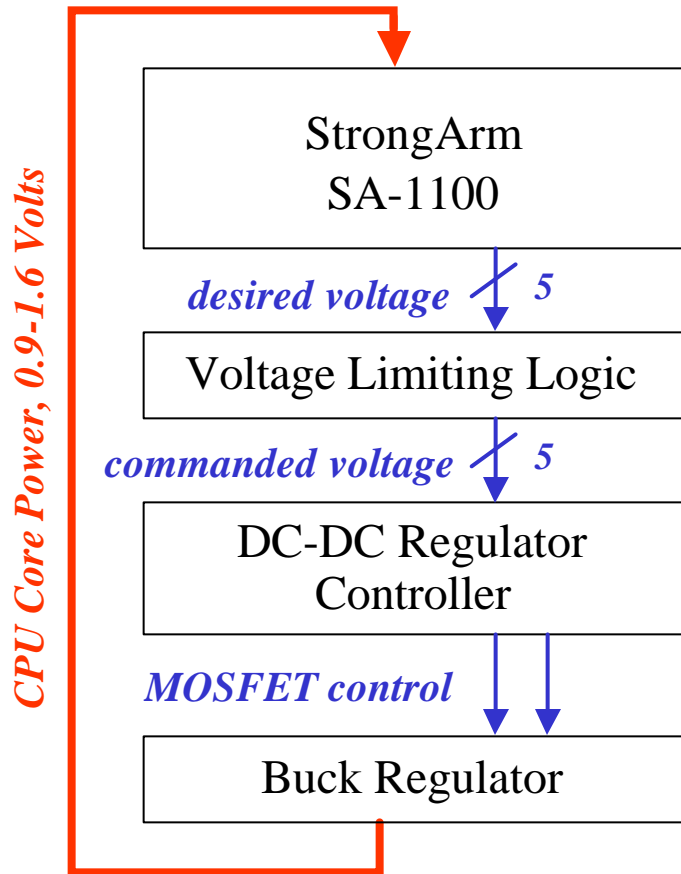 StrongArm
SA-1100
desired voltage
5
Voltage Limiting Logic
commanded voltage
5
DC-DC Regulator
Controller
MOSFET control
Buck Regulator
CPU Core Power, 0.9-1.6 Volts